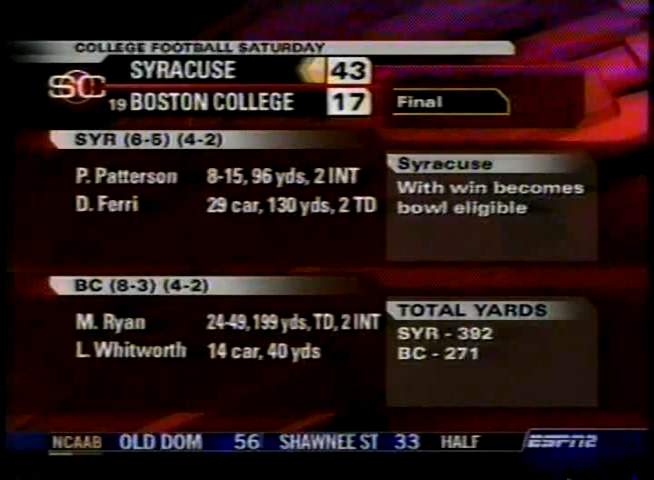 COLLEGE FOOTBALL SATURDAY
SC
SYRACUSE 43
19 BOSTON COLLEGE 17
Final
SYR (6-5) (4-2)
P. Patterson 8-15, 96 yds, 2 INT
D. Ferri 29 car, 130 yds, 2 TD
Syracuse
With win becomes
bowl eligible
BC (8-3) (4-2)
M. Ryan 24-49, 199 yds, TD, 2 INT
L. Whitworth 14 car, 40 yds
TOTAL YARDS
SYR - 392
BC - 271
NCAAB OLD DOM 56 SHAWNEE ST 33 HALF ESPN2